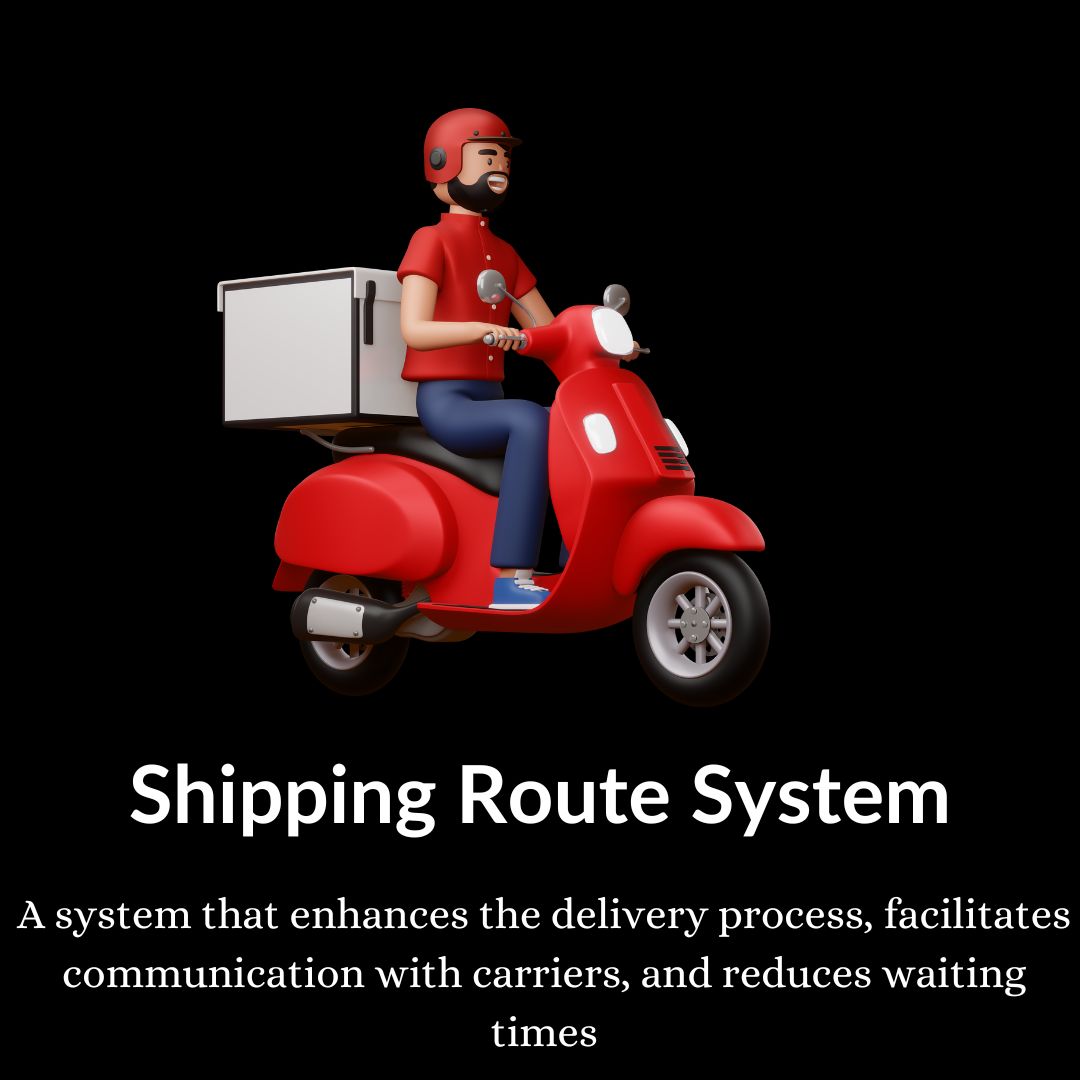 Shipping Route System
A system that enhances the delivery process, facilitates
communication with carriers, and reduces waiting
times